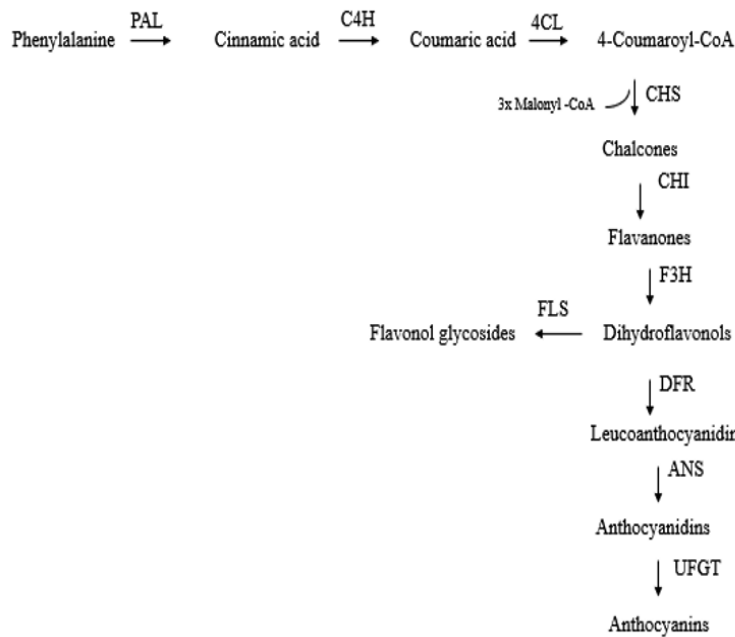 PAL C4H 4CL
Phenylalanine Cinnamic acid Coumaric acid 4-Coumaroyl-CoA
3x Malonyl -CoA CHS
Chalcones
CHI
Flavanones
F3H
FLS
Flavonol glycosides Dihydroflavonols
DFR
Leucoanthocyanidin
ANS
Anthocyanidins
UFGT
Anthocyanins